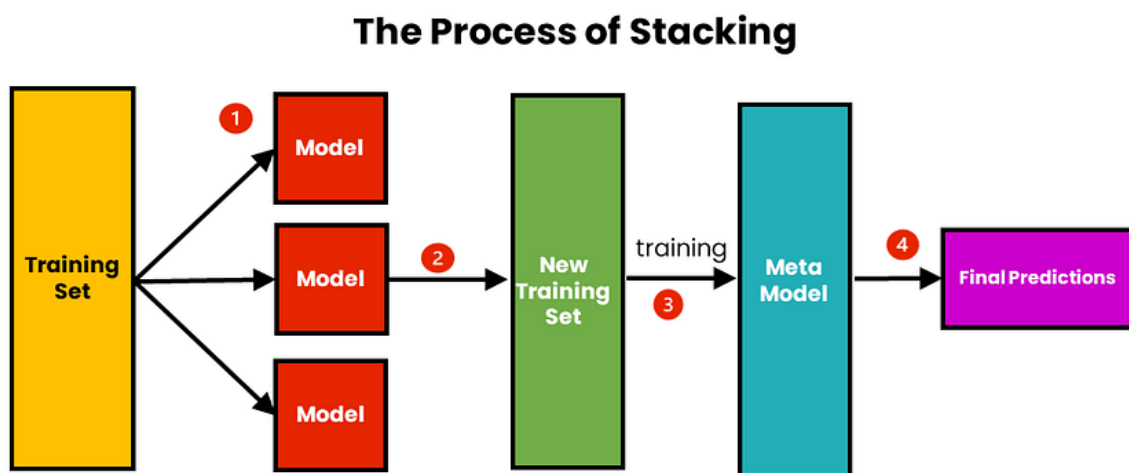 The Process of Stacking
1
Model
Training
Set
Model
2
New
Training
Set
training
3
Meta
Model
4
Final Predictions
Model